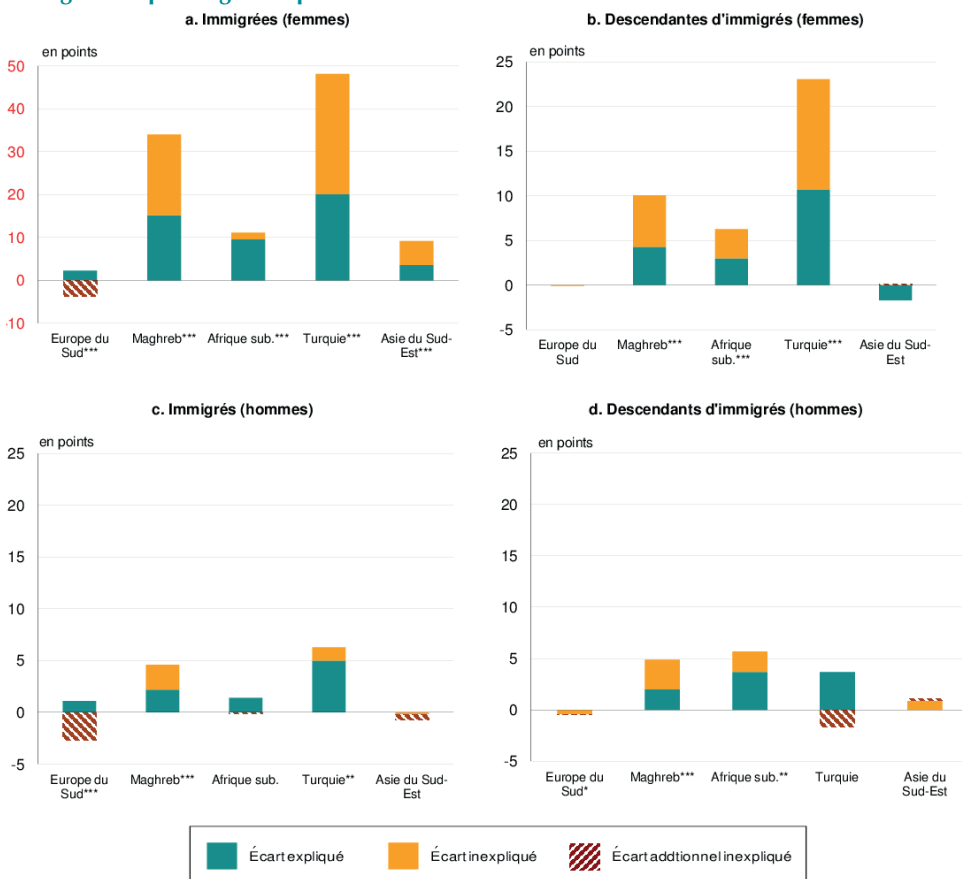 a. Immigrées (femmes)
b. Descendantes d'immigrés (femmes)
en points
50
40
30
20
10
0
-10
Europe du Sud***
Maghreb***
Afrique sub.***
Turquie***
Asie du Sud-Est***
25
20
15
10
5
0
-5
Europe du Sud
Maghreb***
Afrique sub.***
Turquie***
Asie du Sud-Est
c. Immigrés (hommes)
d. Descendants d'immigrés (hommes)
en points
25
20
15
10
5
0
-5
Europe du Sud***
Maghreb***
Afrique sub.
Turquie**
Asie du Sud-Est
en points
25
20
15
10
5
0
-5
Europe du Sud*
Maghreb***
Afrique sub.**
Turquie
Asie du Sud-Est
Écart expliqué
Écart inexpliqué
Écart addtionnel inexpliqué